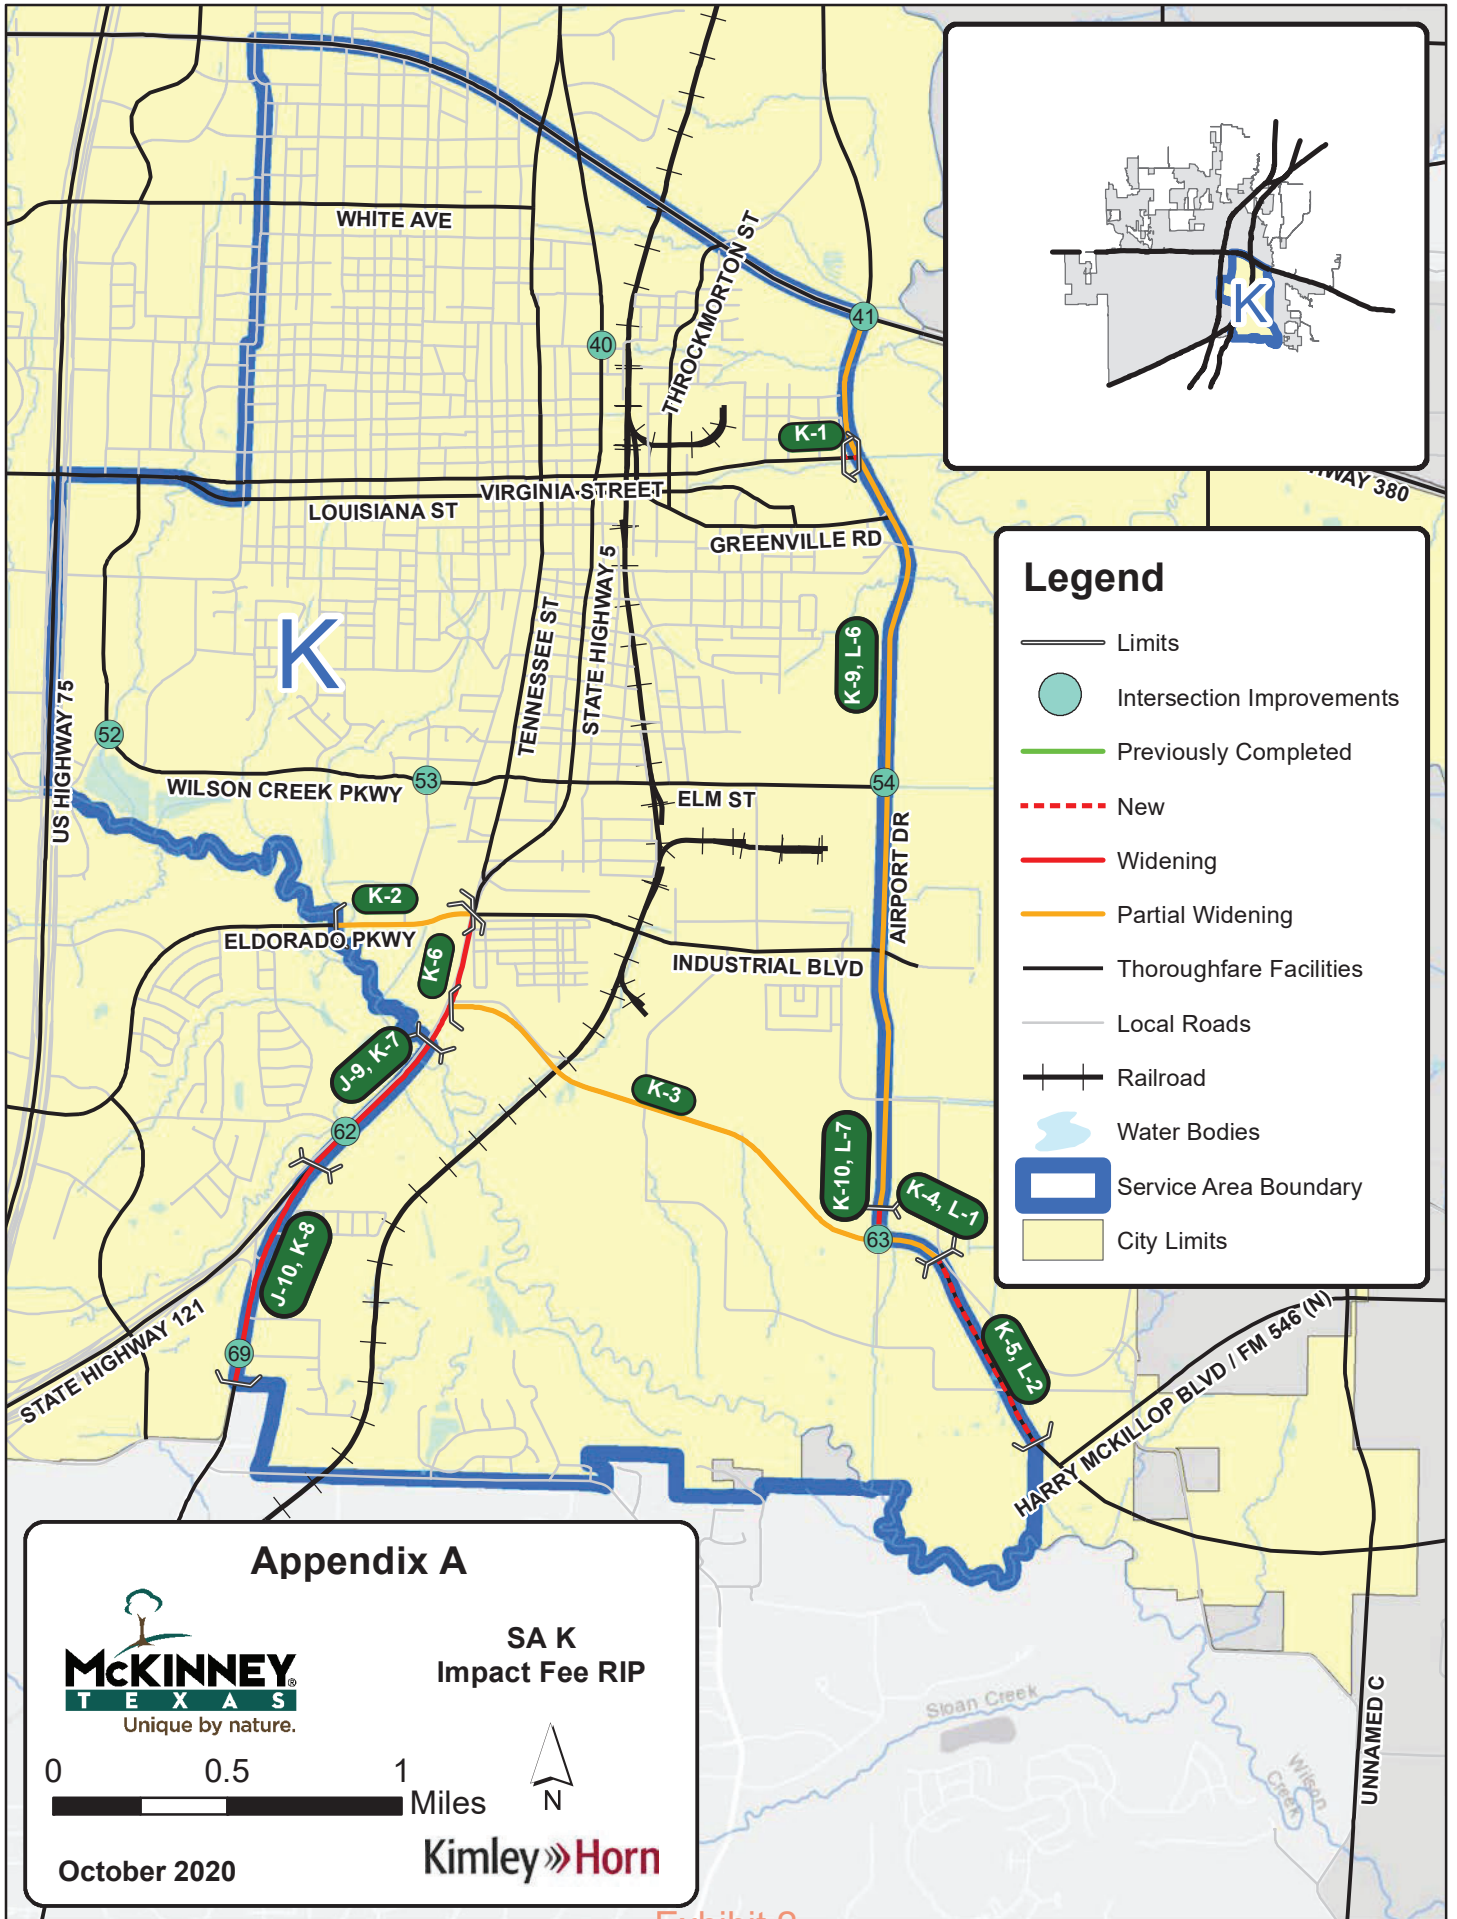 WHITE AVE
THROCKMORTON ST
41
40
K
K-1
HWAY 380
VIRGINIA STREET
LOUISIANA ST
GREENVILLE RD
STATE HIGHWAY 5
TENNESSEE ST
K
K-9, L-6
US HIGHWAY 75
52
53
54
WILSON CREEK PKWY
ELM ST
AIRPORT DR
K-2
ELDORADO PKWY
K-6
INDUSTRIAL BLVD
J-9, K-7
K-3
62
K-10, L-7
K-4, L-1
63
J-10, K-8
69
K-5, L-2
STATE HIGHWAY 121
HARRY MCKILLOP BLVD / FM 546 (N)
Legend
Limits
Intersection Improvements
Previously Completed
New
Widening
Partial Widening
Thoroughfare Facilities
Local Roads
Railroad
Water Bodies
Service Area Boundary
City Limits
Sloan Creek
Wilson
Creek
UNNAMED C
Appendix A
McKINNEY®
TEXAS
Unique by nature.
SA K
Impact Fee RIP
0 0.5 1
Miles
N
October 2020
Kimley»Horn